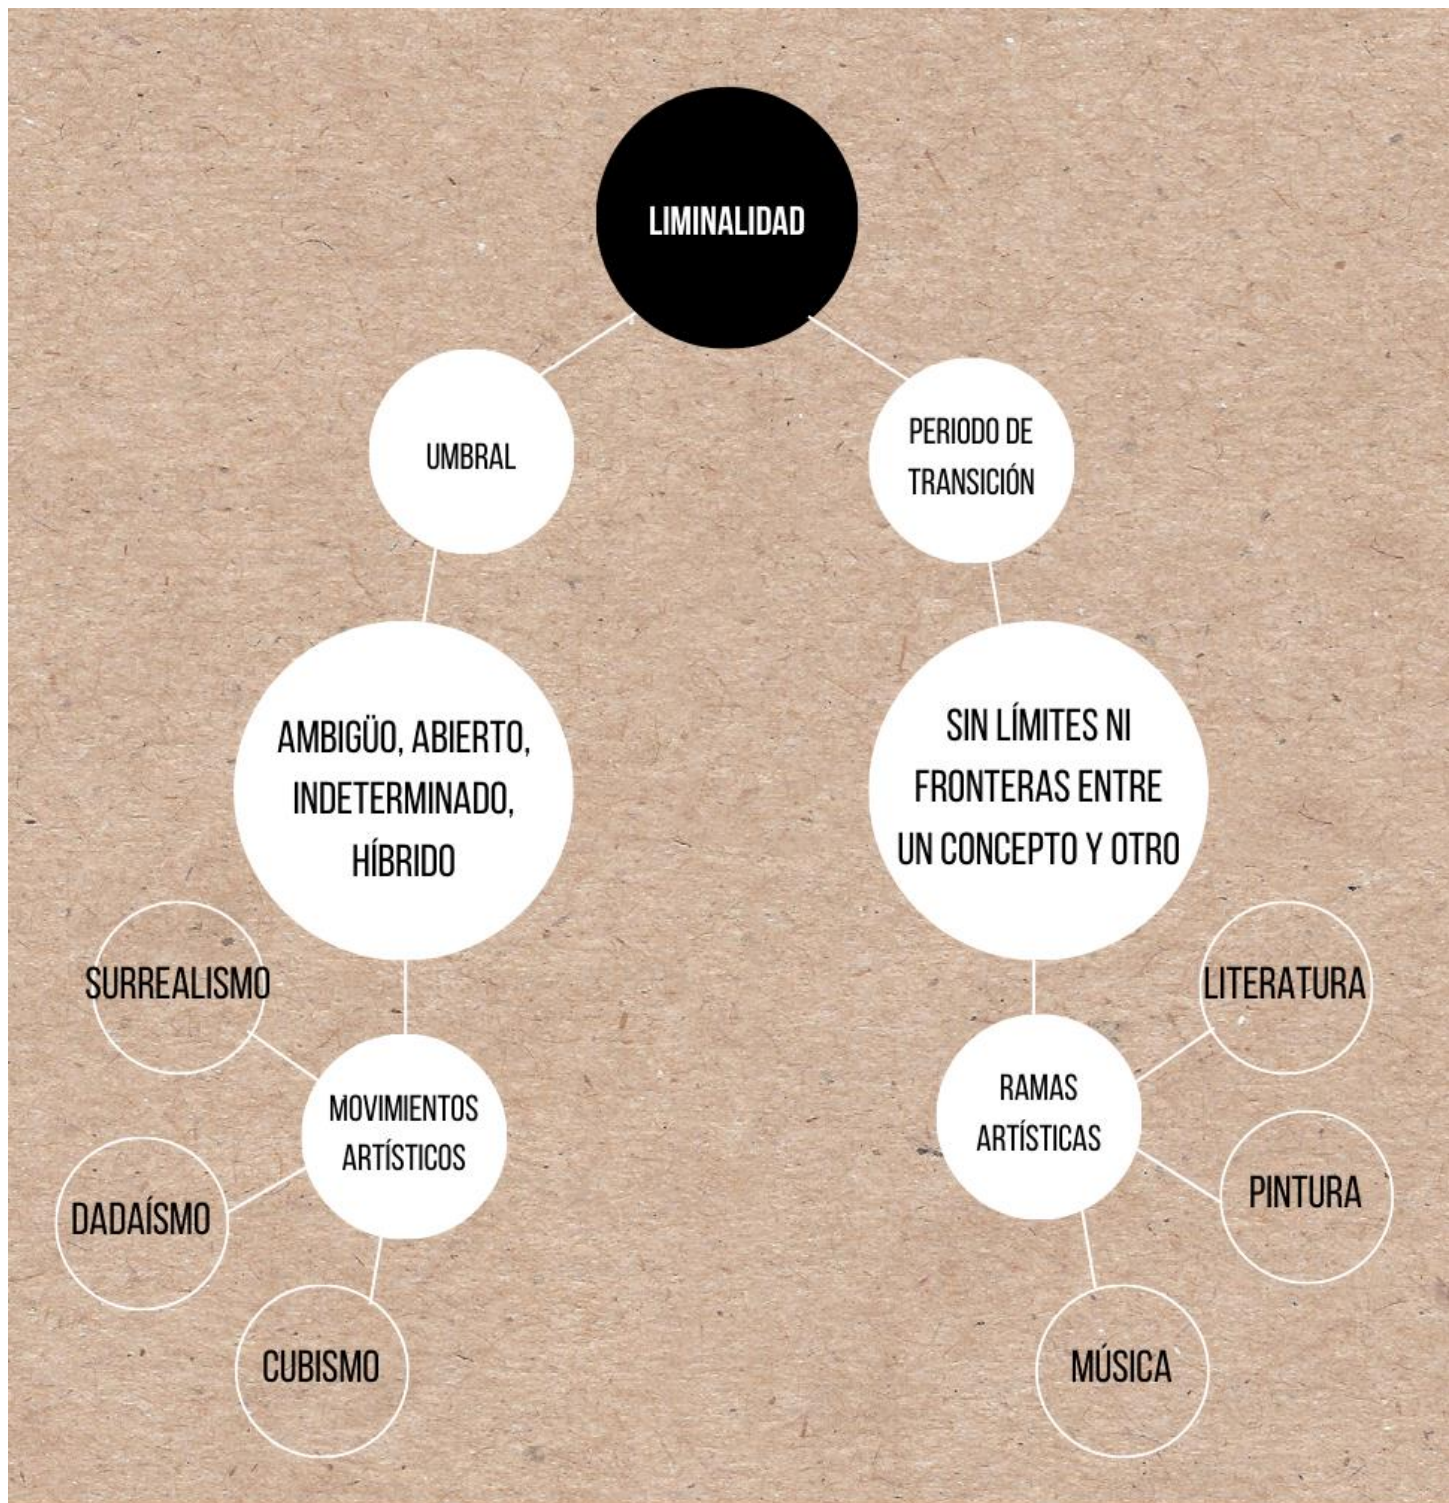 LIMINALIDAD
UMBRAL
PERIODO DE
TRANSICIÓN
AMBIGÜO, ABIERTO,
INDETERMINADO,
HÍBRIDO
SIN LÍMITES NI
FRONTERAS ENTRE
UN CONCEPTO Y OTRO
SURREALISMO
MOVIMIENTOS
ARTÍSTICOS
DADAÍSMO
CUBISMO
LITERATURA
RAMAS
ARTÍSTICAS
PINTURA
MÚSICA